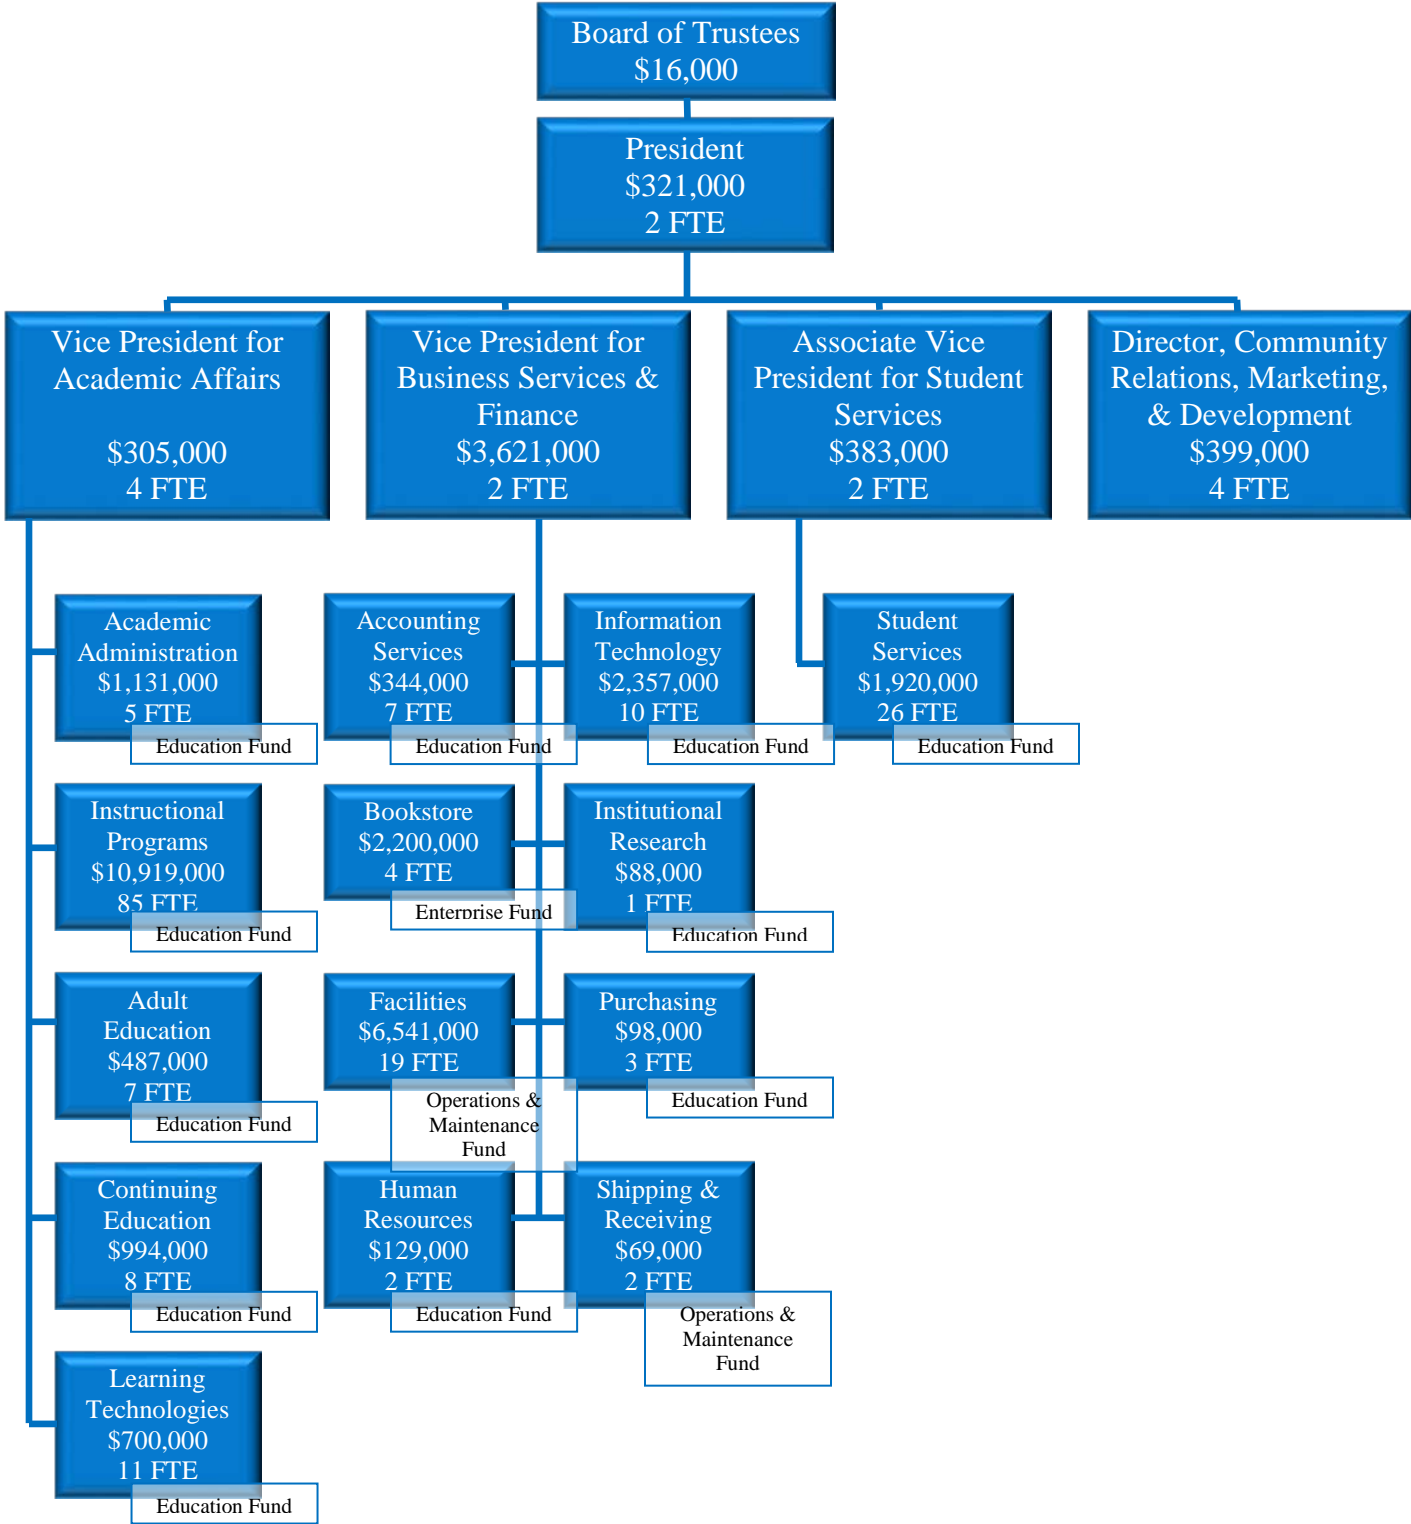 Board of Trustees
$16,000
President
$321,000
2 FTE
Vice President for
Academic Affairs
$305,000
4 FTE
Vice President for
Business Services &
Finance
$3,621,000
2 FTE
Associate Vice
President for Student
Services
$383,000
2 FTE
Director, Community
Relations, Marketing,
& Development
$399,000
4 FTE
Academic
Administration
$1,131,000
5 FTE
Education Fund
Accounting
Services
$344,000
7 FTE
Education Fund
Information
Technology
$2,357,000
10 FTE
Education Fund
Student
Services
$1,920,000
26 FTE
Education Fund
Instructional
Programs
$10,919,000
85 FTE
Education Fund
Bookstore
$2,200,000
4 FTE
Enterprise Fund
Institutional
Research
$88,000
1 FTE
Education Fund
Adult
Education
$487,000
7 FTE
Education Fund
Facilities
$6,541,000
19 FTE
Operations &
Maintenance
Fund
Purchasing
$98,000
3 FTE
Education Fund
Continuing
Education
$994,000
8 FTE
Education Fund
Human
Resources
$129,000
2 FTE
Education Fund
Shipping &
Receiving
$69,000
2 FTE
Operations &
Maintenance
Fund
Learning
Technologies
$700,000
11 FTE
Education Fund